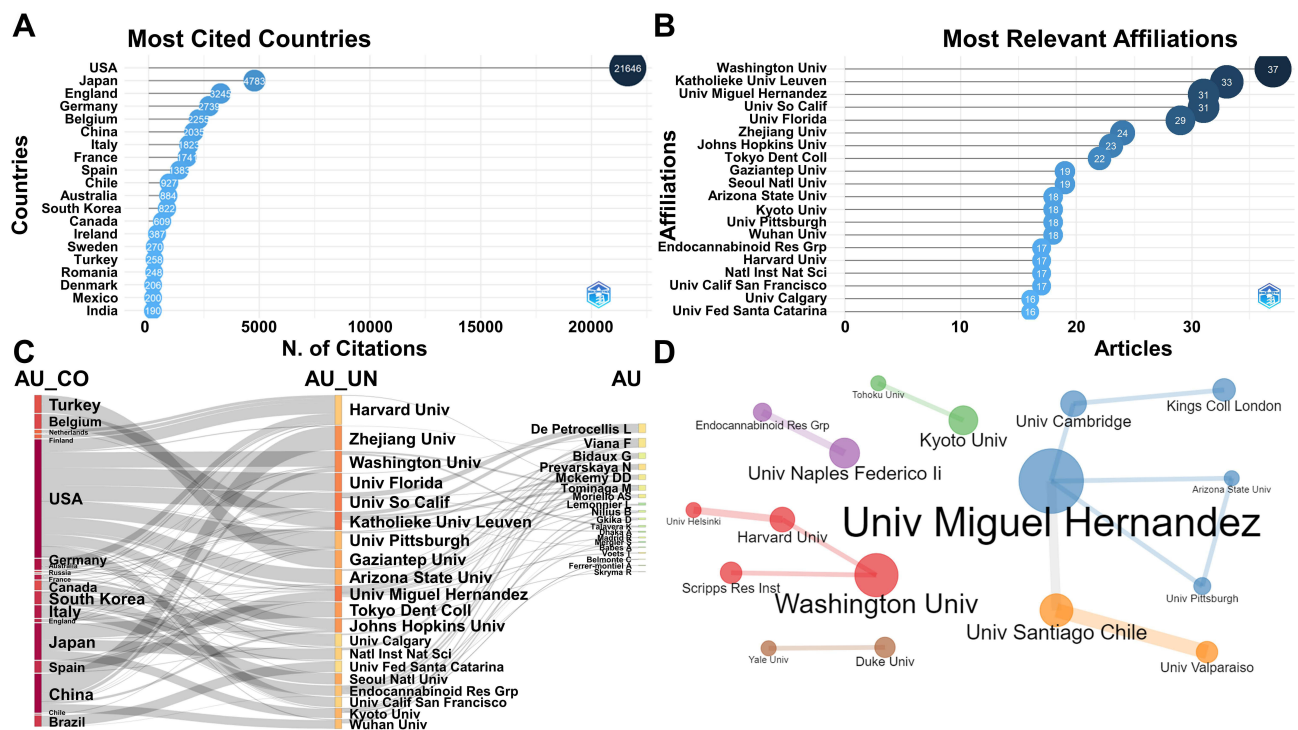 A
Most Cited Countries
Countries
USA
21646
Japan
4783
England
3245
Germany
2739
Belgium
2255
China
2035
Italy
1823
France
1741
Spain
1383
Chile
927
Australia
884
South Korea
822
Canada
609
Ireland
387
Sweden
270
Turkey
258
Romania
248
Denmark
206
Mexico
200
India
190
0
5000
10000
15000
20000
N. of Citations
B
Most Relevant Affiliations
Affiliations
Washington Univ
37
Katholieke Univ Leuven
33
Univ Miguel Hernandez
31
Univ So Calif
31
Univ Florida
29
Zhejiang Univ
24
Johns Hopkins Univ
23
Tokyo Dent Coll
22
Gaziantep Univ
19
Seoul Natl Univ
19
Arizona State Univ
18
Kyoto Univ
18
Univ Pittsburgh
18
Wuhan Univ
18
Endocannabinoid Res Grp
17
Harvard Univ
17
Natl Inst Nat Sci
17
Univ Calif San Francisco
17
Univ Calgary
16
Univ Fed Santa Catarina
16
0
10
20
30
Articles
C
AU_CO
AU_UN
AU
Turkey
Belgium
Netherlands
Finland
USA
Germany
Australia
Russia
France
Canada
South Korea
Italy
England
Japan
Spain
China
Chile
Brazil
Harvard Univ
Zhejiang Univ
Washington Univ
Univ Florida
Univ So Calif
Katholieke Univ Leuven
Univ Pittsburgh
Gaziantep Univ
Arizona State Univ
Univ Miguel Hernandez
Tokyo Dent Coll
Johns Hopkins Univ
Univ Calgary
Natl Inst Nat Sci
Univ Fed Santa Catarina
Seoul Natl Univ
Endocannabinoid Res Grp
Univ Calif San Francisco
Kyoto Univ
Wuhan Univ
De Petrocellis L
Viana F
Bidaux G
Prevarskaya N
Mckemy DD
Tominaga M
Moriello AS
Lemonnier L
Nilius B
Gkika D
Talavera K
Dhaka A
Madrid R
Mergler S
Babes A
Voets T
Belmonte C
Ferrer-montiel A
Skryma R
D
Tohoku Univ
Kyoto Univ
Endocannabinoid Res Grp
Univ Naples Federico Ii
Univ Cambridge
Kings Coll London
Arizona State Univ
Univ Miguel Hernandez
Univ Helsinki
Harvard Univ
Scripps Res Inst
Washington Univ
Univ Pittsburgh
Univ Santiago Chile
Univ Valparaiso
Yale Univ
Duke Univ